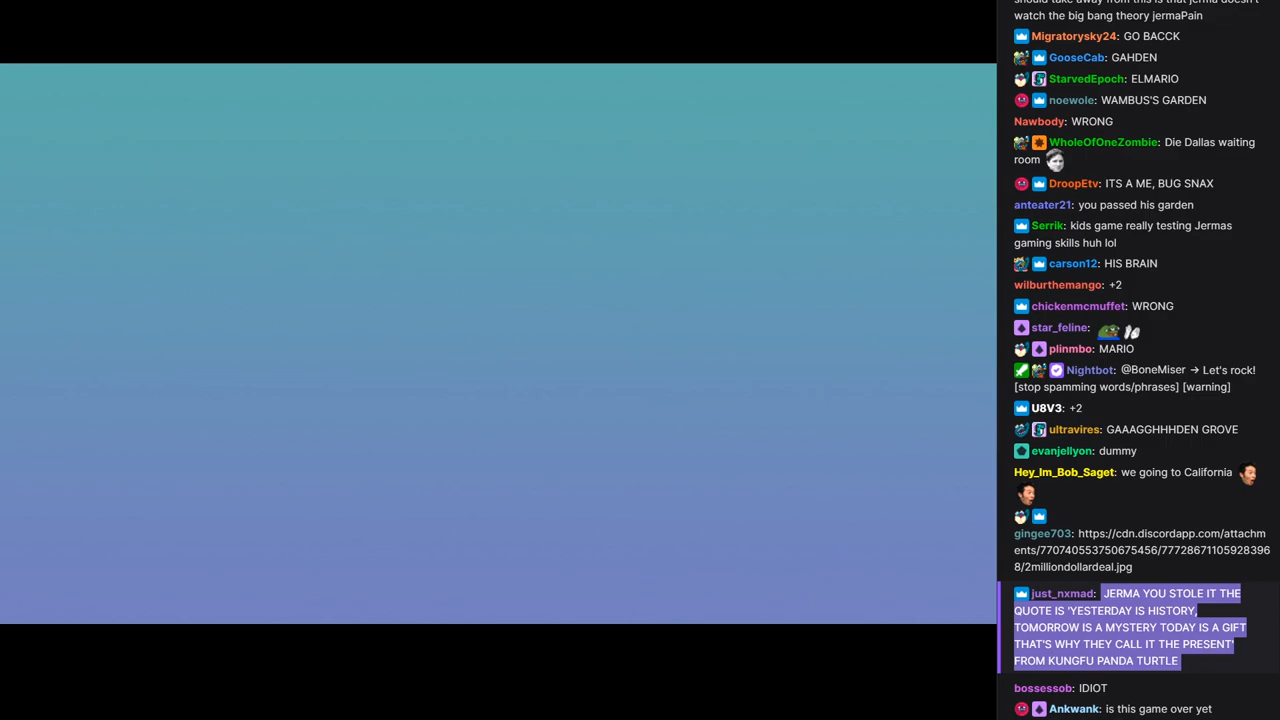 should take away from this is that jerma doesn't
watch the big bang theory jermaPain
Migratorysky24: GO BACCK
GooseCab: GAHDEN
StarvedEpoch: ELMARIO
noewole: WAMBUS'S GARDEN
Nawbody: WRONG
WholeOfOneZombie: Die Dallas waiting
room
DroopEtv: ITS A ME, BUG SNAX
anteater21: you passed his garden
Serrik: kids game really testing Jermas
gaming skills huh lol
carson12: HIS BRAIN
wilburthemango: +2
chickenmcmuffet: WRONG
star_feline:
plinmbo: MARIO
Nightbot: @BoneMiser → Let's rock!
[stop spamming words/phrases] [warning]
U8V3: +2
ultravires: GAAAGGHHHDEN GROVE
evanjellyon: dummy
Hey_Im_Bob_Saget: we going to California
gingee703: https://cdn.discordapp.com/attachm
ents/770740553750675456/77728671105928396
8/2milliondollardeal.jpg
just_nxmad: JERMA YOU STOLE IT THE
QUOTE IS 'YESTERDAY IS HISTORY,
TOMORROW IS A MYSTERY TODAY IS A GIFT
THAT'S WHY THEY CALL IT THE PRESENT'
FROM KUNGFU PANDA TURTLE
bossessob: IDIOT
Ankwank: is this game over yet